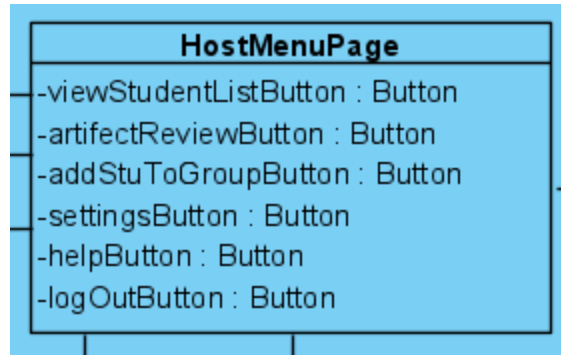 HostMenuPage
-viewStudentListButton : Button
-artifectReviewButton : Button
-addStuToGroupButton : Button
-settingsButton : Button
-helpButton : Button
-logOutButton : Button